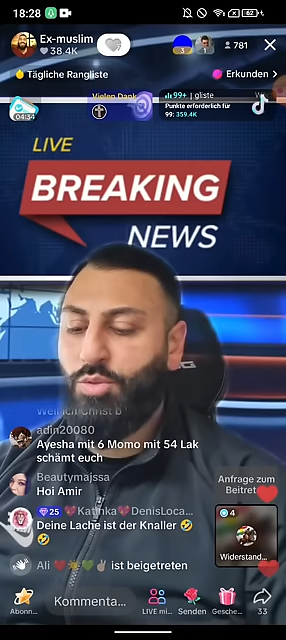 18:28
62
Ex-muslim
38.4K
781
Tägliche Rangliste
Erkunden
Vielen Dank
99+ | gliste
Punkte erforderlich für
99: 359.4K
04:34
LIVE
BREAKING
NEWS
adin20080
Ayesha mit 6 Momo mit 54 Lak
schämt euch
Beautymajssa
Hoi Amir
25 Katinka DenisLoca...
Deine Lache ist der Knaller
Ali ist beigetreten
Anfrage zum
Beitret
4
Widerstand...
Abonn...
Kommenta...
LIVE mi...
Senden
Gesche...
33